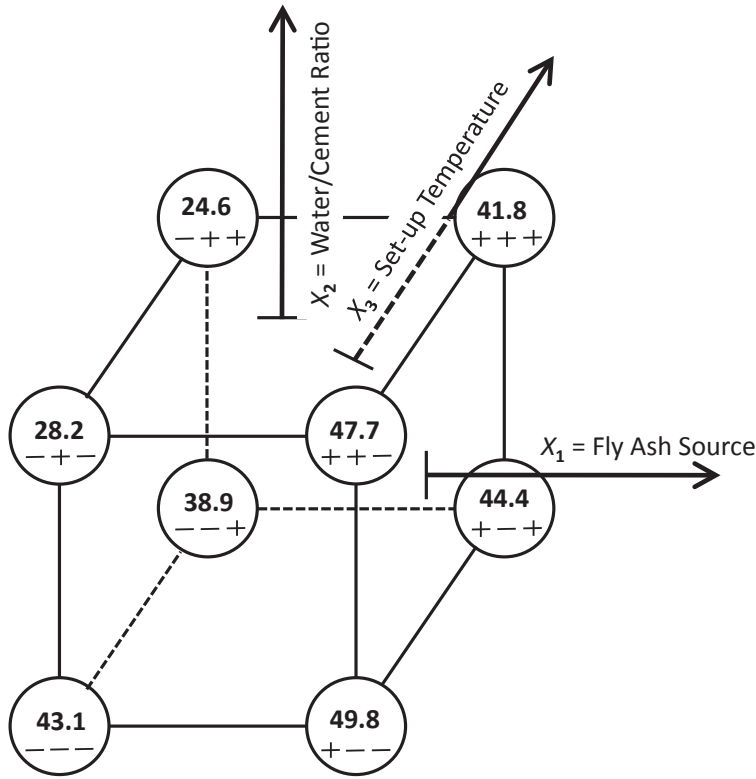 X2 = Water/Cement Ratio
X3 = Set-up Temperature
24.6
— + +
41.8
+ + +
28.2
— + —
47.7
+ + —
X1 = Fly Ash Source
38.9
— — +
44.4
+ — +
43.1
— — —
49.8
+ — —